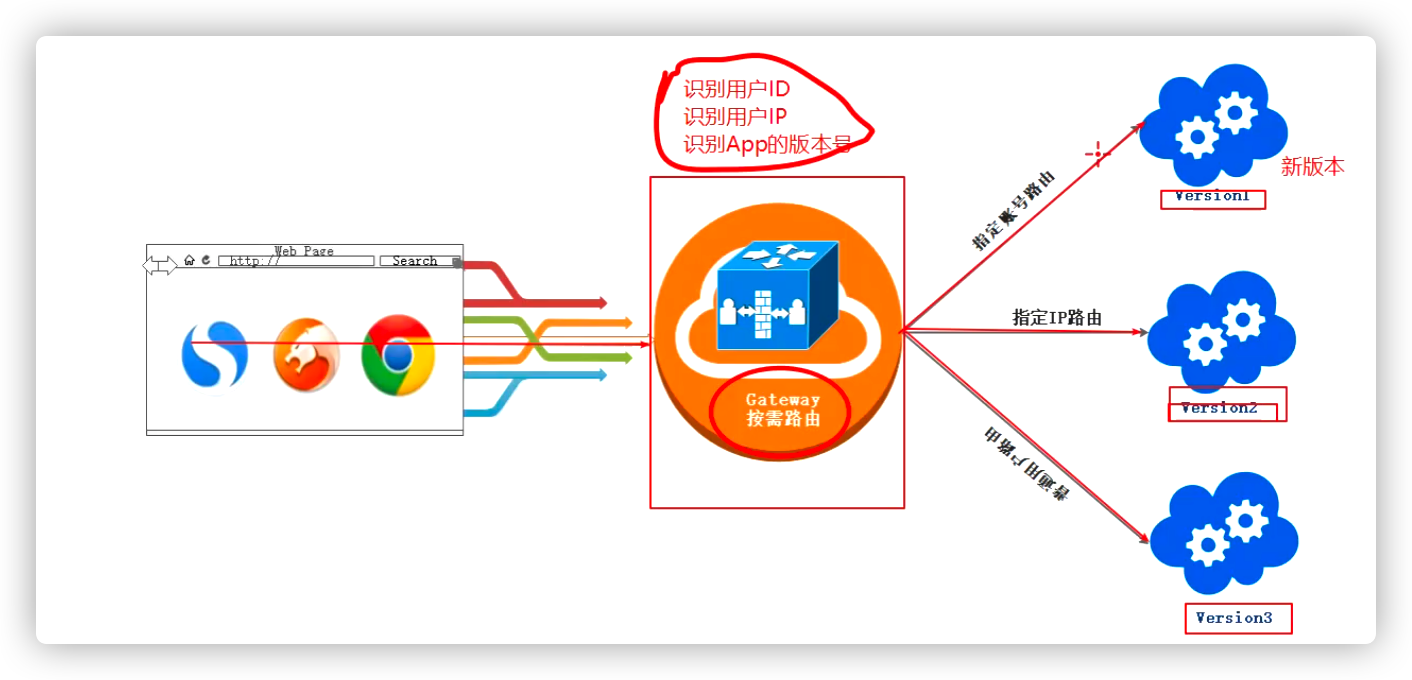 识别用户ID
识别用户IP
识别App的版本号
Web Page
http://
Search
Gateway
按需路由
指定账号路由
指定IP路由
普通用户路由
新版本
Version1
Version2
Version3